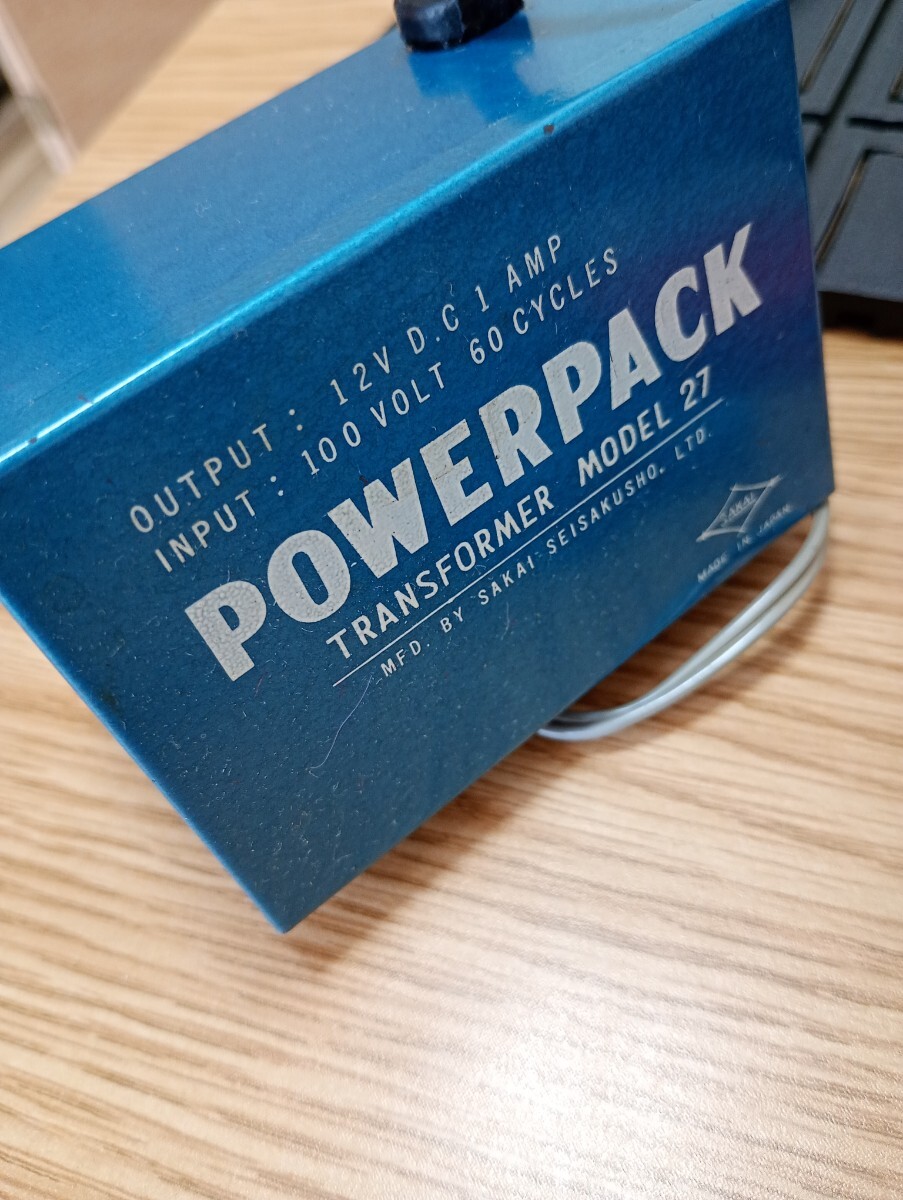 OUTPUT : 12V D.C 1 AMP
INPUT : 100 VOLT 60 CYCLES
POWERPACK
TRANSFORMER MODEL 27
MFD. BY SAKAI SEISAKUSHO, LTD.
SAKAI
MADE IN JAPAN